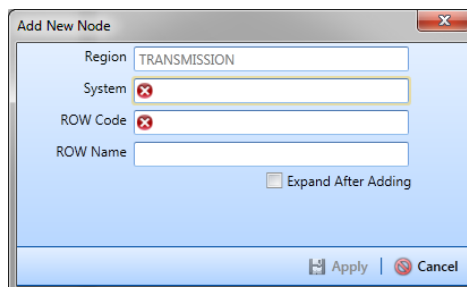 Add New Node
Region TRANSMISSION
System
ROW Code
ROW Name
Expand After Adding
Apply | Cancel